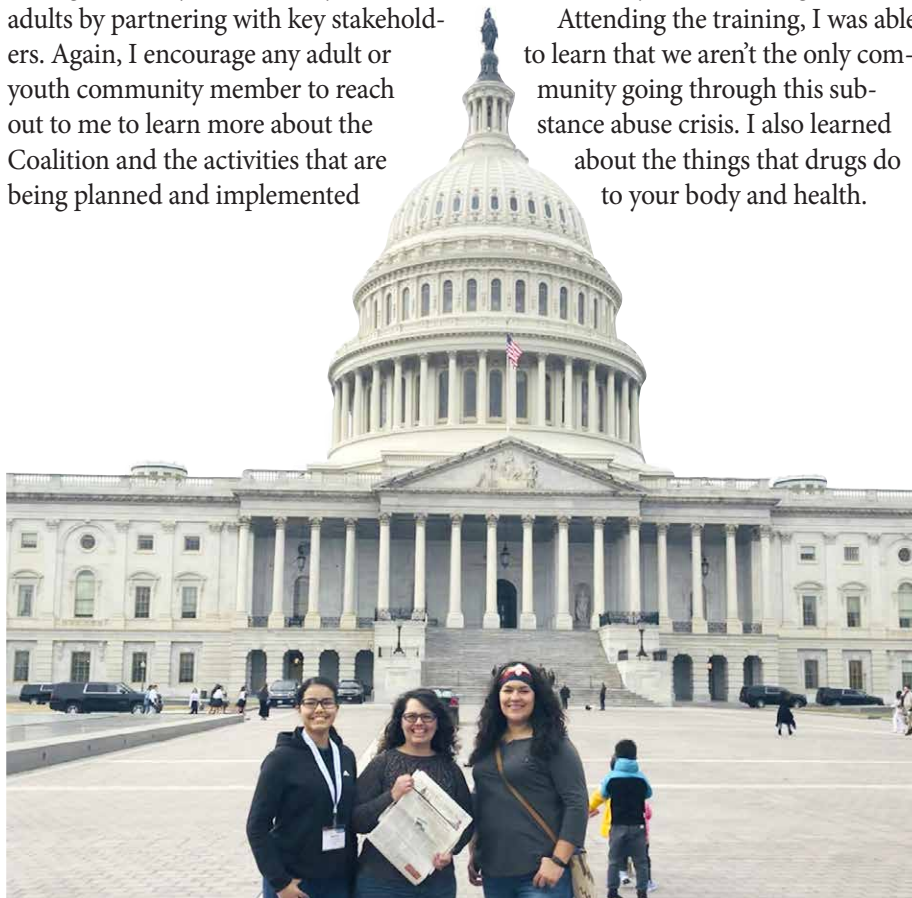 adults by partnering with key stakehold-
ers. Again, I encourage any adult or
youth community member to reach
out to me to learn more about the
Coalition and the activities that are
being planned and implemented
Attending the training, I was able
to learn that we aren't the only com-
munity going through this sub-
stance abuse crisis. I also learned
about the things that drugs do
to your body and health.